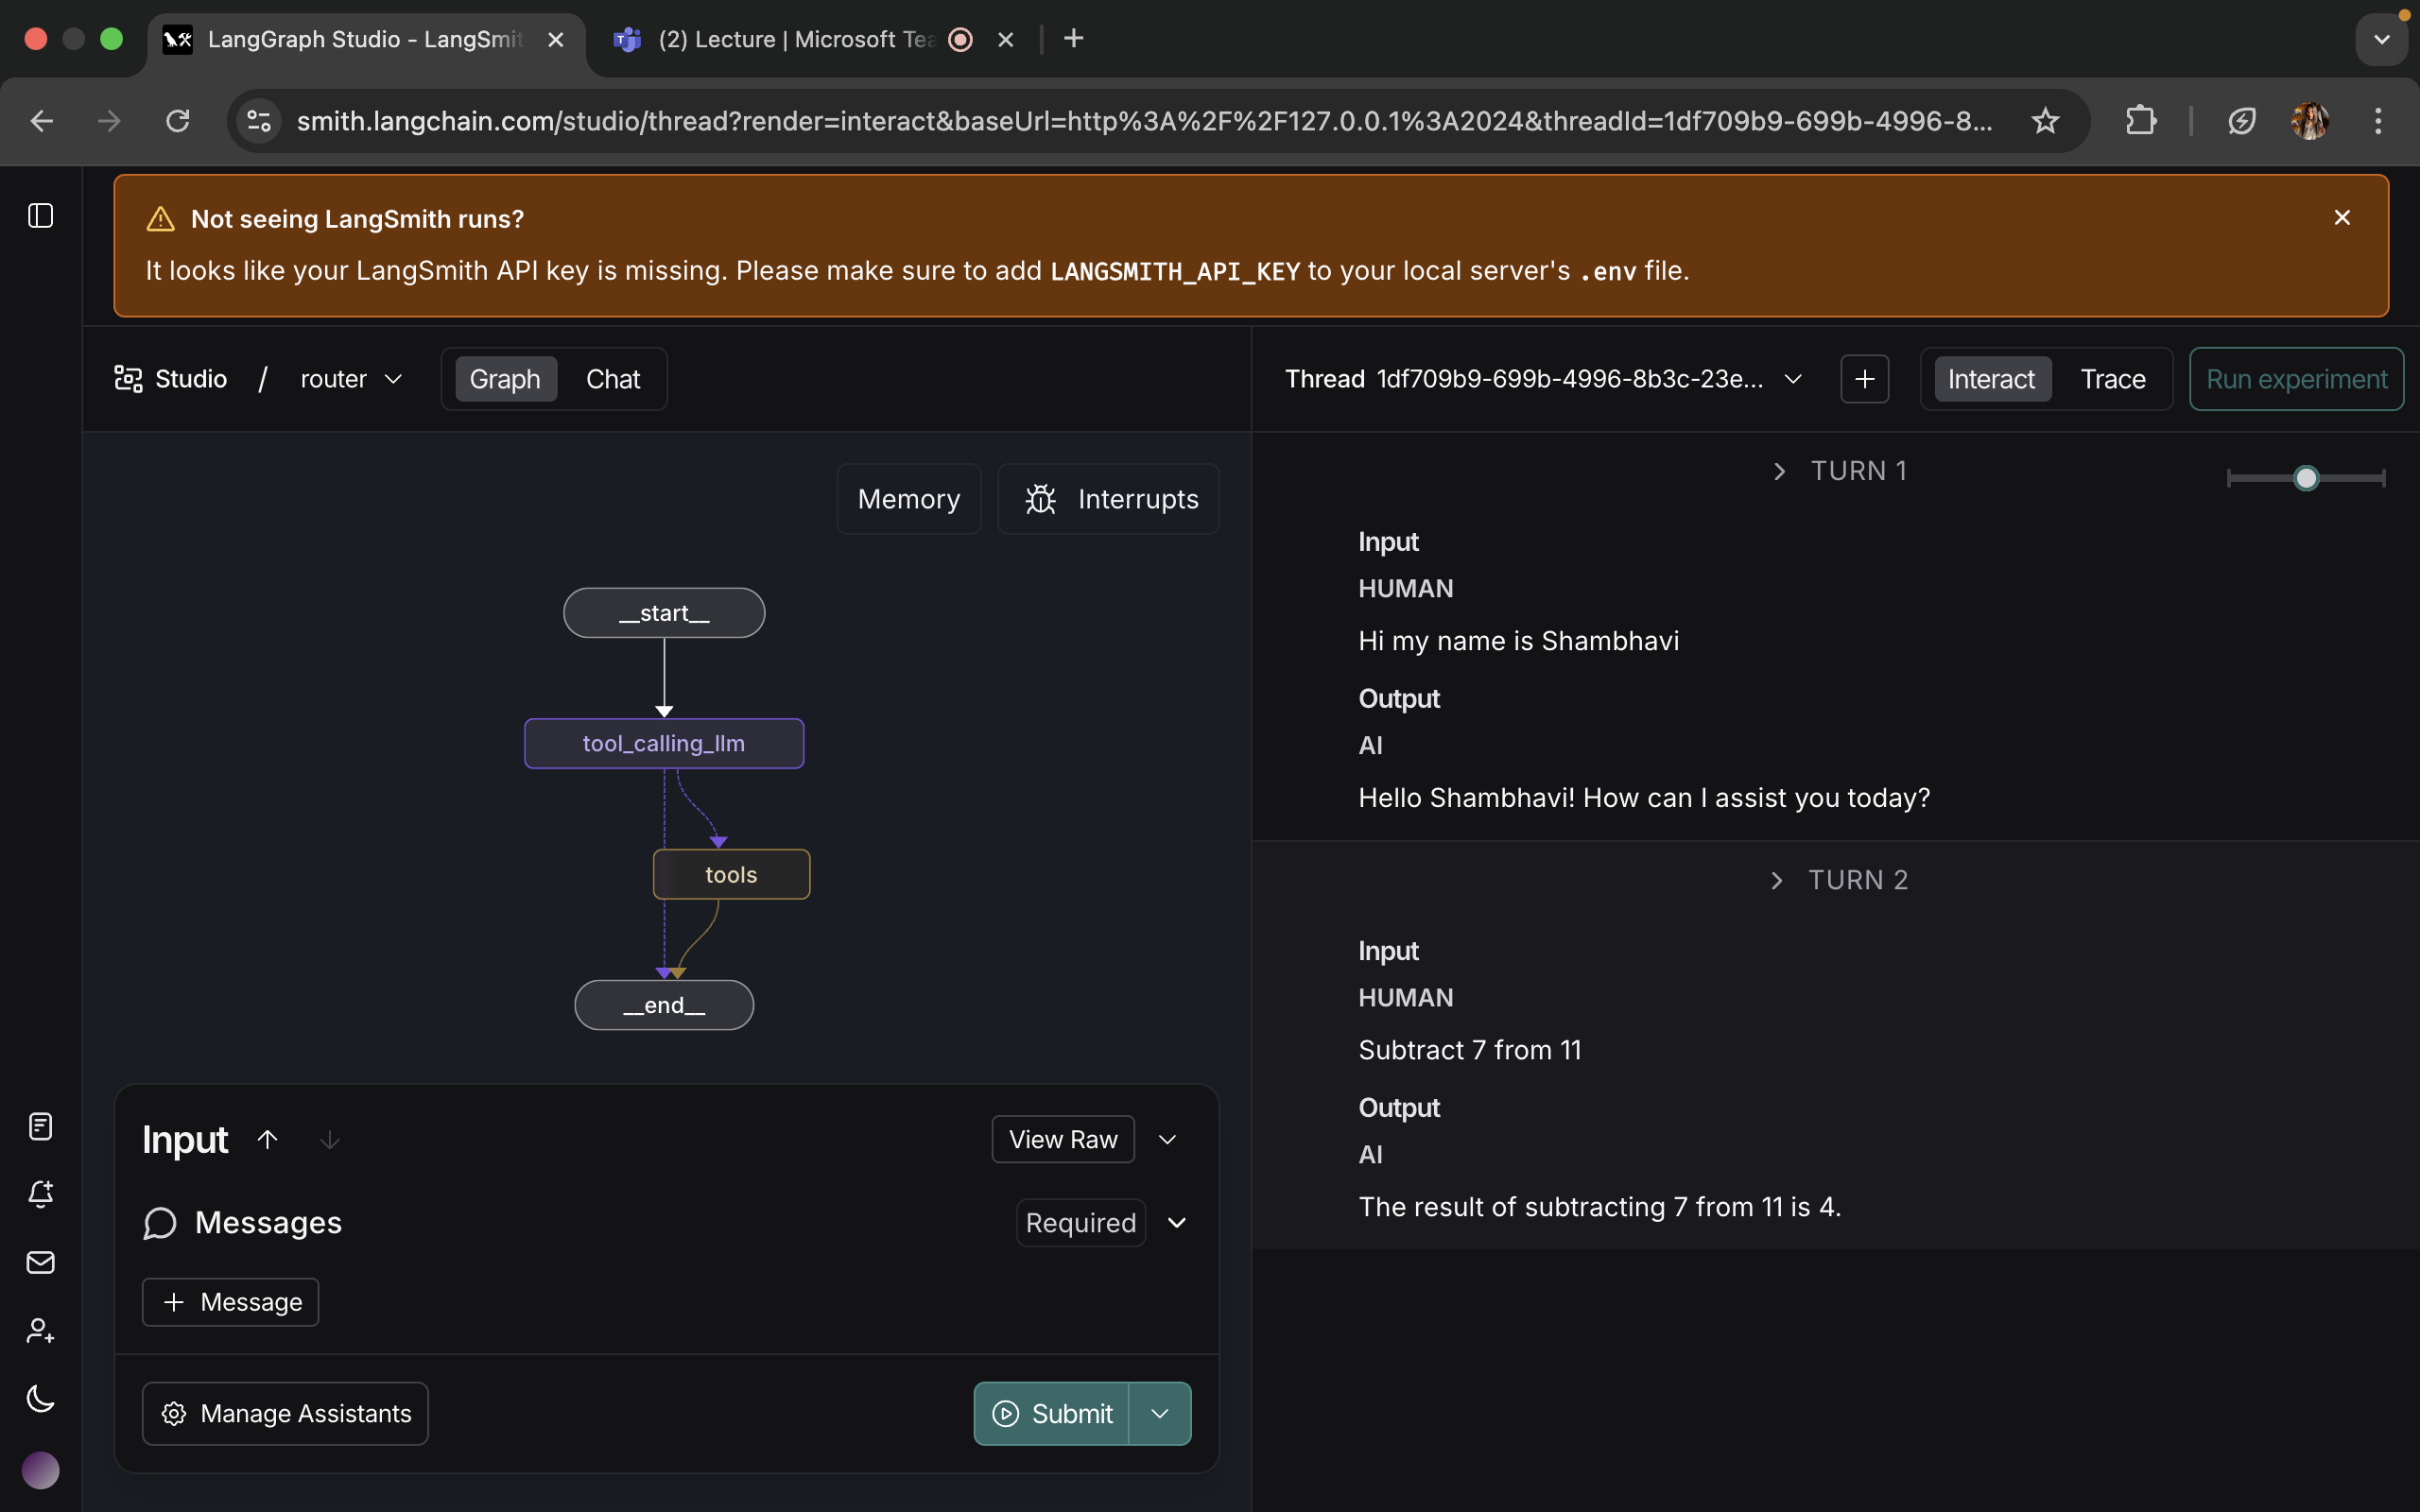 LangGraph Studio - LangSmit
(2) Lecture | Microsoft Tea
smith.langchain.com/studio/thread?render=interact&baseUrl=http%3A%2F%2F127.0.0.1%3A2024&threadId=1df709b9-699b-4996-8...
Not seeing LangSmith runs?
It looks like your LangSmith API key is missing. Please make sure to add LANGSMITH_API_KEY to your local server's .env file.
Studio / router
Graph
Chat
Memory
Interrupts
__start__
tool_calling_llm
tools
__end__
Input
View Raw
Messages
Required
+ Message
Manage Assistants
Submit
Thread 1df709b9-699b-4996-8b3c-23e...
Interact
Trace
Run experiment
TURN 1
Input
HUMAN
Hi my name is Shambhavi
Output
AI
Hello Shambhavi! How can I assist you today?
TURN 2
Input
HUMAN
Subtract 7 from 11
Output
AI
The result of subtracting 7 from 11 is 4.